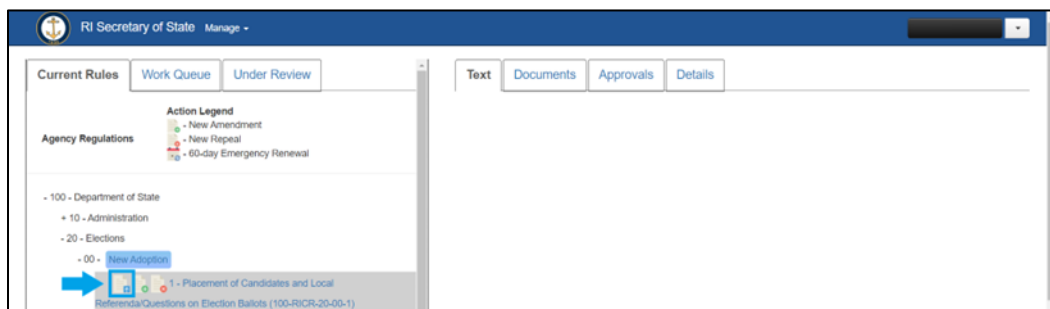 RI Secretary of State Manage
Current Rules Work Queue Under Review
Text Documents Approvals Details
Action Legend
Agency Regulations
- New Amendment
- New Repeal
- 60-day Emergency Renewal
- 100 - Department of State
+ 10 - Administration
- 20 - Elections
- 00 - New Adoption
1 - Placement of Candidates and Local
Referenda/Questions on Election Ballots (100-RICR-20-00-1)